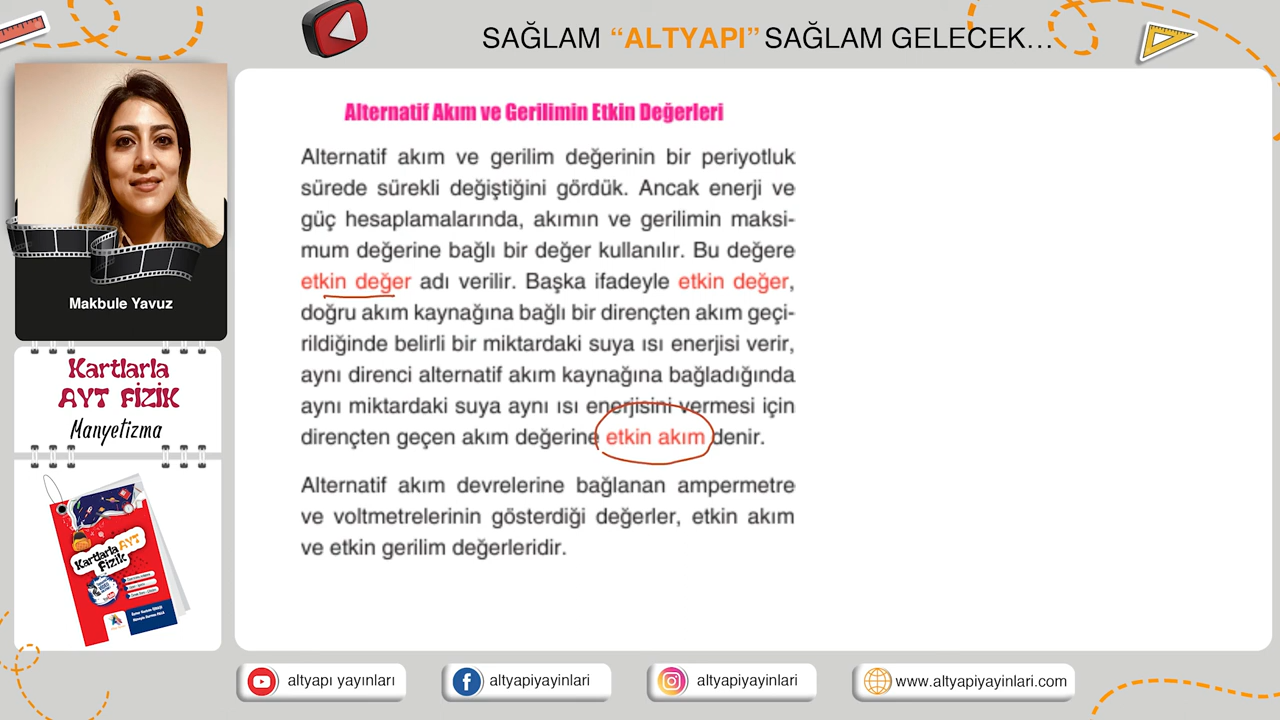 SAĞLAM “ALTYAPI” SAĞLAM GELECEK...
Makbule Yavuz
Kartlarla
AYT FİZİK
Manyetizma
Kartlarla AYT
Fizik
Alternatif Akım ve Gerilimin Etkin Değerleri
Alternatif akım ve gerilim değerinin bir periyotluk
sürede sürekli değiştiğini gördük. Ancak enerji ve
güç hesaplamalarında, akımın ve gerilimin maksi-
mum değerine bağlı bir değer kullanılır. Bu değere
etkin değer adı verilir. Başka ifadeyle etkin değer,
doğru akım kaynağına bağlı bir dirençten akım geçi-
rildiğinde belirli bir miktardaki suya ısı enerjisi verir,
aynı direnci alternatif akım kaynağına bağladığında
aynı miktardaki suya aynı ısı enerjisini vermesi için
dirençten geçen akım değerine etkin akım denir.
Alternatif akım devrelerine bağlanan ampermetre
ve voltmetrelerinin gösterdiği değerler, etkin akım
ve etkin gerilim değerleridir.
altyapı yayınları
altyapiyayinlari
altyapiyayinlari
www.altyapiyayinlari.com